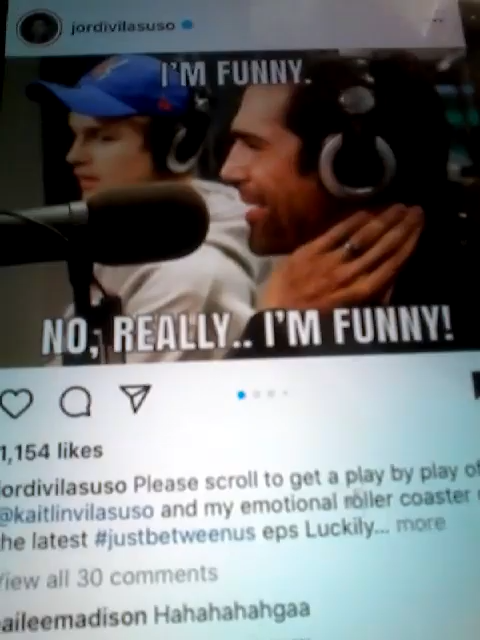 jordivilasuso
I'M FUNNY.
NO, REALLY.. I'M FUNNY!
1,154 likes
jordivilasuso Please scroll to get a play by play of
@kaitlinvilasuso and my emotional roller coaster
the latest #justbetweenus eps Luckily... more
View all 30 comments
aileemadison Hahahahahgaa